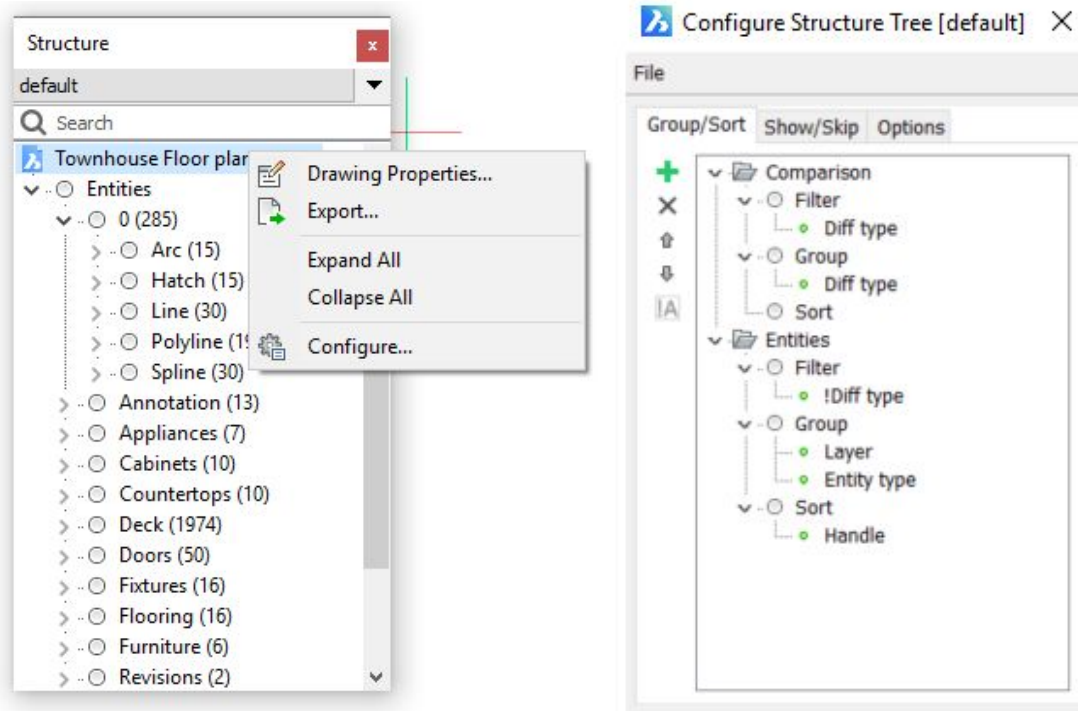 Structure
default
Search
Townhouse Floor plan
Entities
0 (285)
Arc (15)
Hatch (15)
Line (30)
Polyline (19
Spline (30)
Annotation (13)
Appliances (7)
Cabinets (10)
Countertops (10)
Deck (1974)
Doors (50)
Fixtures (16)
Flooring (16)
Furniture (6)
Revisions (2)
Drawing Properties...
Export...
Expand All
Collapse All
Configure...
Configure Structure Tree [default]
File
Group/Sort Show/Skip Options
Comparison
Filter
Diff type
Group
Diff type
Sort
Entities
Filter
!Diff type
Group
Layer
Entity type
Sort
Handle